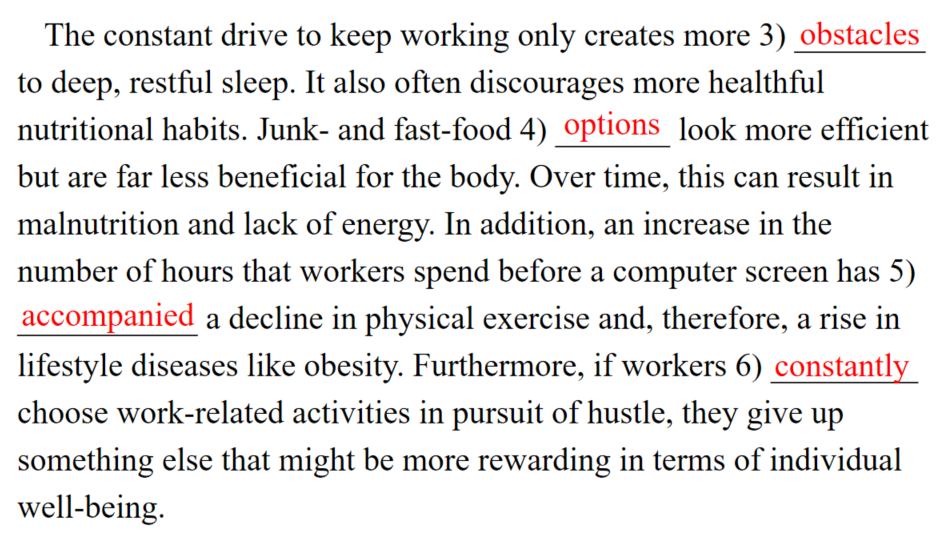 The constant drive to keep working only creates more 3) obstacles
to deep, restful sleep. It also often discourages more healthful
nutritional habits. Junk- and fast-food 4) options look more efficient
but are far less beneficial for the body. Over time, this can result in
malnutrition and lack of energy. In addition, an increase in the
number of hours that workers spend before a computer screen has 5)
accompanied a decline in physical exercise and, therefore, a rise in
lifestyle diseases like obesity. Furthermore, if workers 6) constantly
choose work-related activities in pursuit of hustle, they give up
something else that might be more rewarding in terms of individual
well-being.